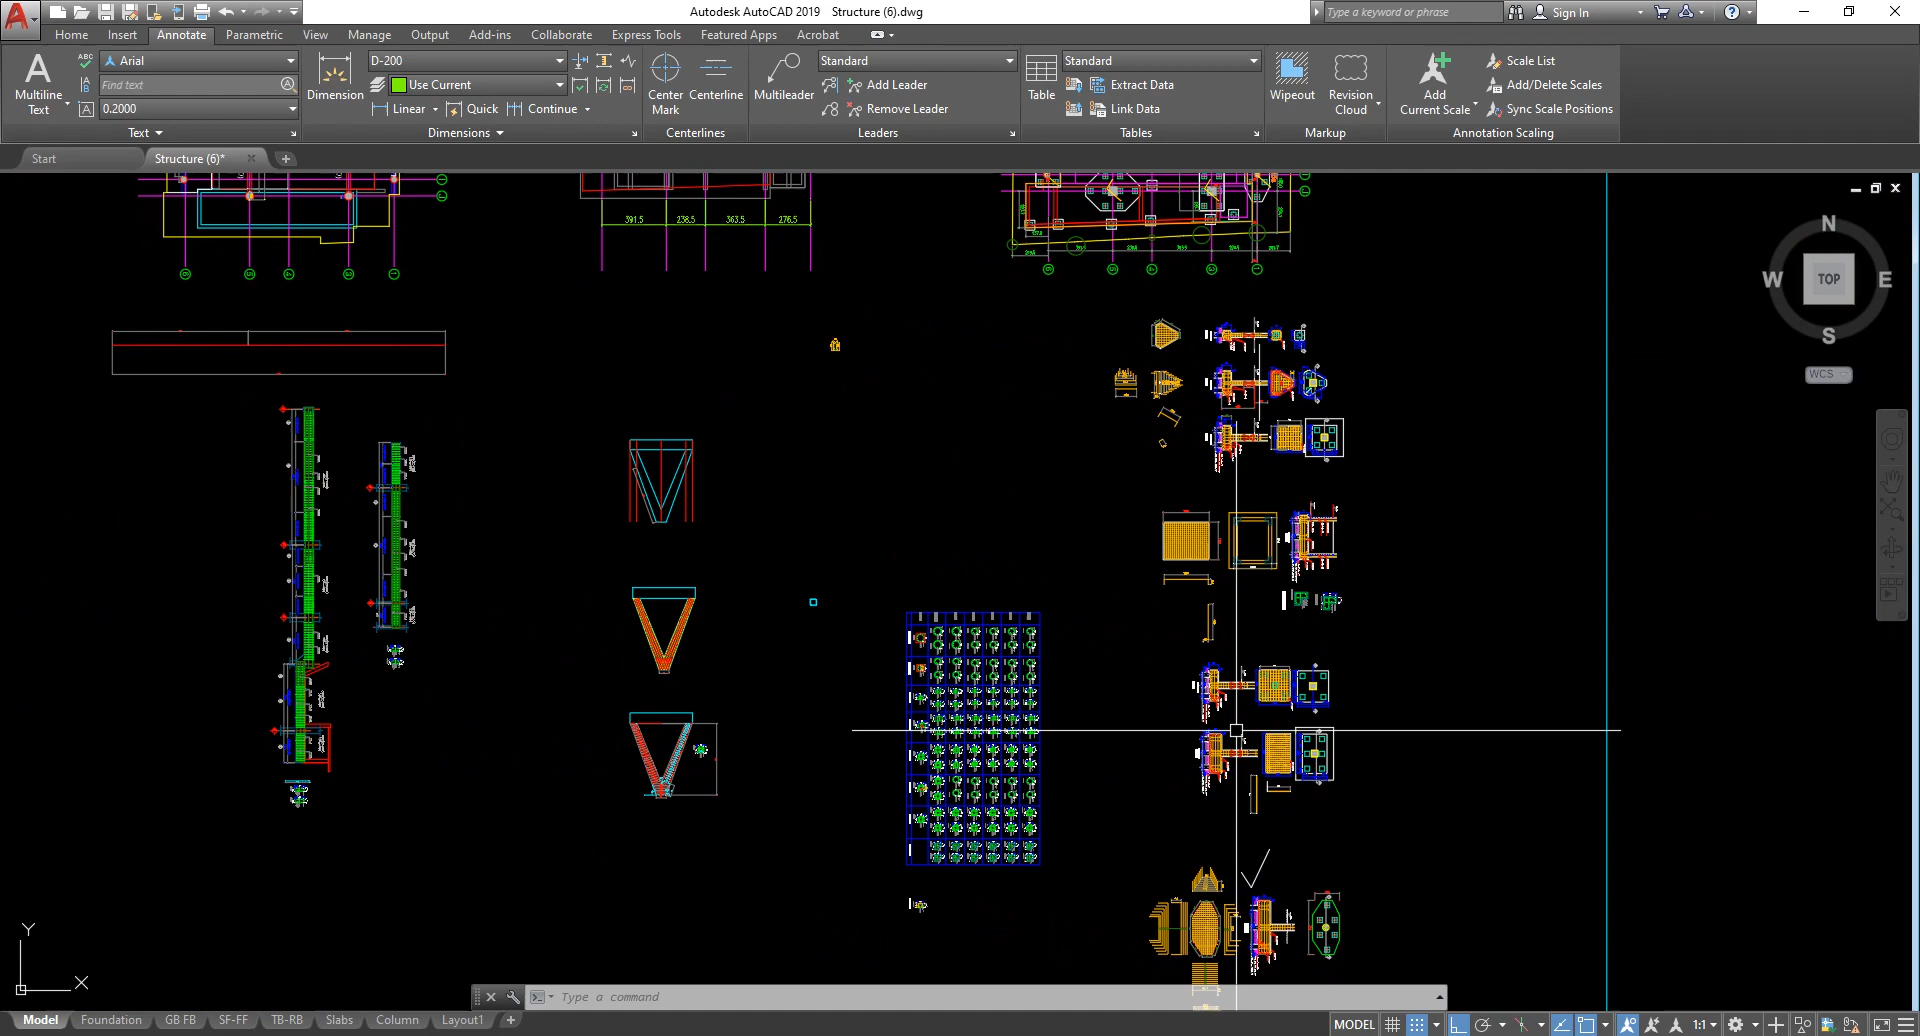 Autodesk AutoCAD 2019 Structure (6).dwg
Type a keyword or phrase
Sign In
Home Insert Annotate Parametric View Manage Output Add-ins Collaborate Express Tools Featured Apps Acrobat
Multiline Text
Arial
Find text
0.2000
Text
Dimension
D-200
Use Current
Linear Quick Continue
Dimensions
Center Mark
Centerline
Centerlines
Multileader
Standard
Add Leader
Remove Leader
Leaders
Table
Standard
Extract Data
Link Data
Tables
Wipeout
Revision Cloud
Markup
Add Current Scale
Scale List
Add/Delete Scales
Sync Scale Positions
Annotation Scaling
Start
Structure (6)*
391.5 238.5 363.5 276.5
N
W TOP E
S
WCS
Y
X
Type a command
Model Foundation GB FB SF-FF TB-RB Slabs Column Layout1
MODEL 1:1